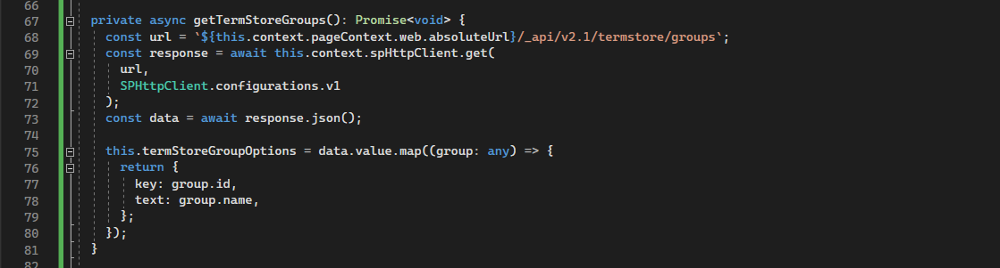 66
67 private async getTermStoreGroups(): Promise<void> {
68 const url = `${this.context.pageContext.web.absoluteUrl}/_api/v2.1/termstore/groups`;
69 const response = await this.context.spHttpClient.get(
70 url,
71 SPHttpClient.configurations.v1
72 );
73 const data = await response.json();
74
75 this.termStoreGroupOptions = data.value.map((group: any) => {
76 return {
77 key: group.id,
78 text: group.name,
79 };
80 });
81 }
82